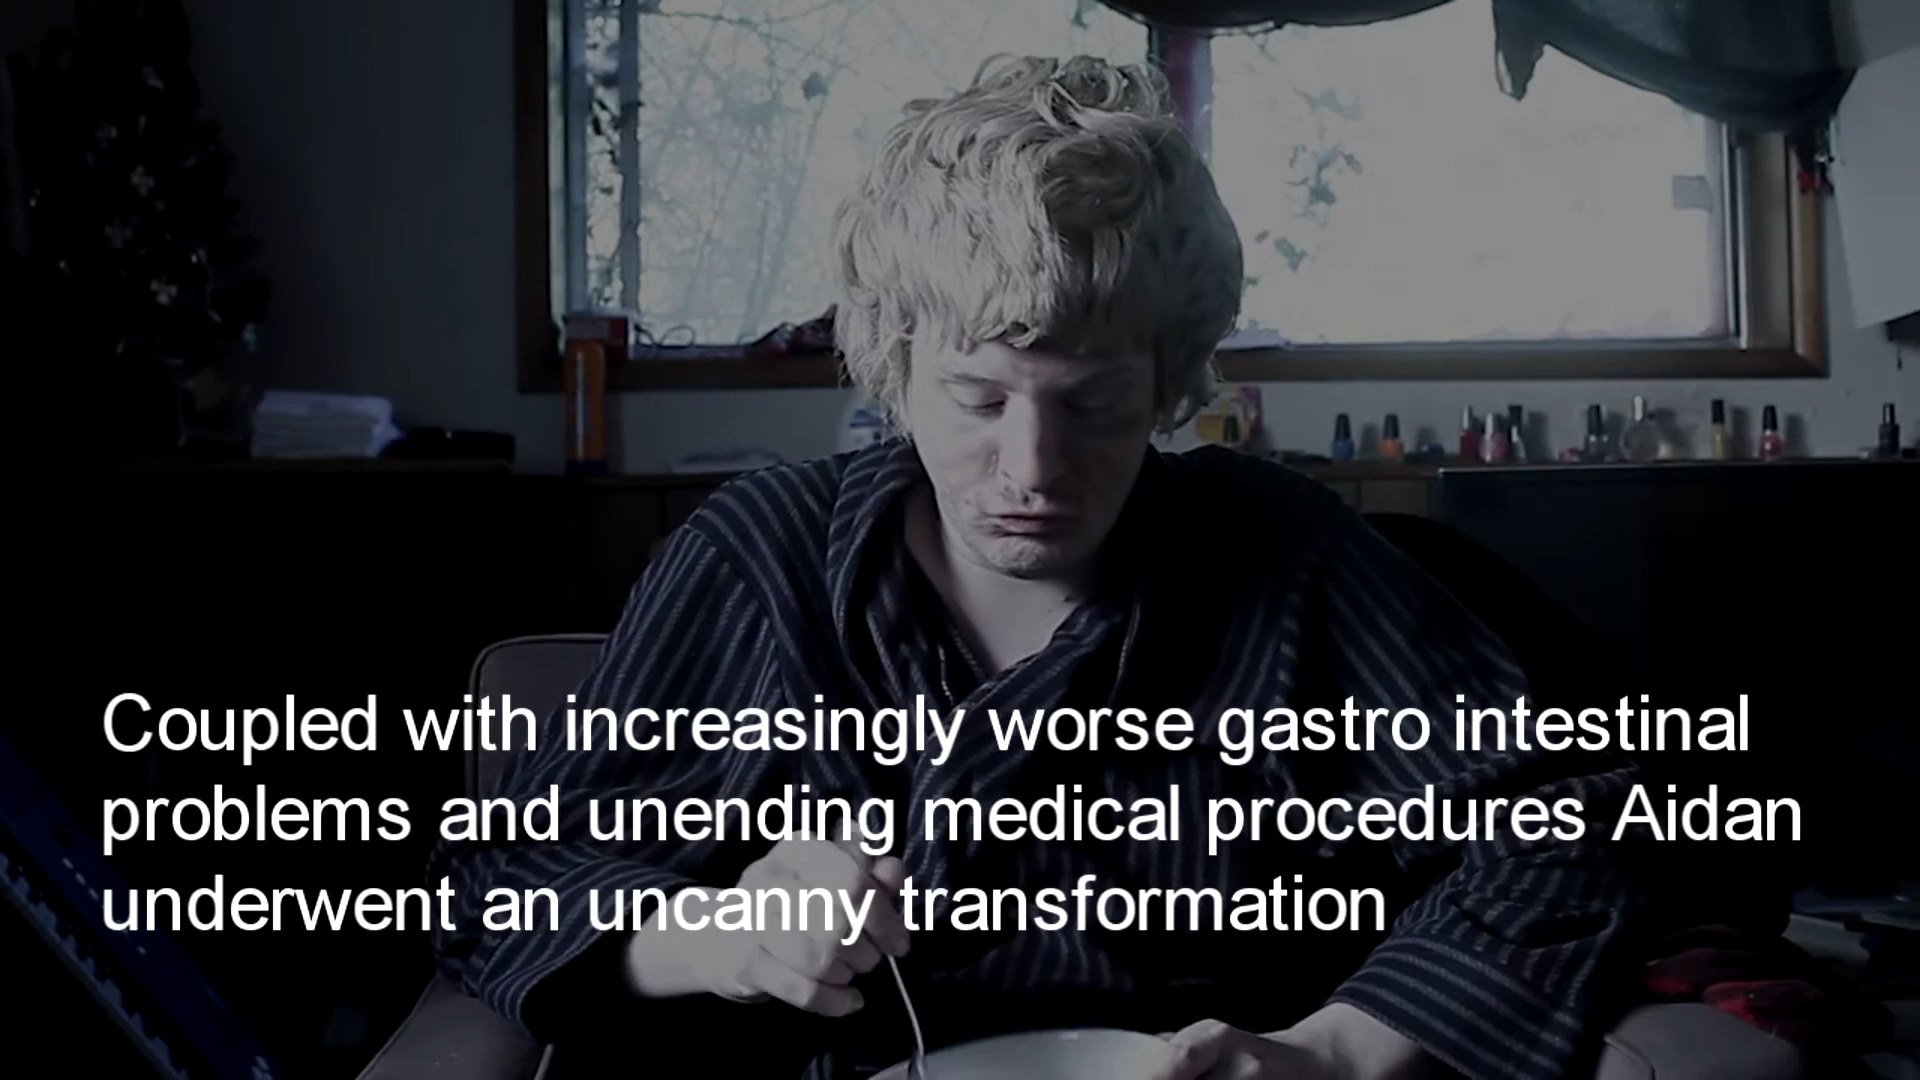 Coupled with increasingly worse gastro intestinal
problems and unending medical procedures Aidan
underwent an uncanny transformation